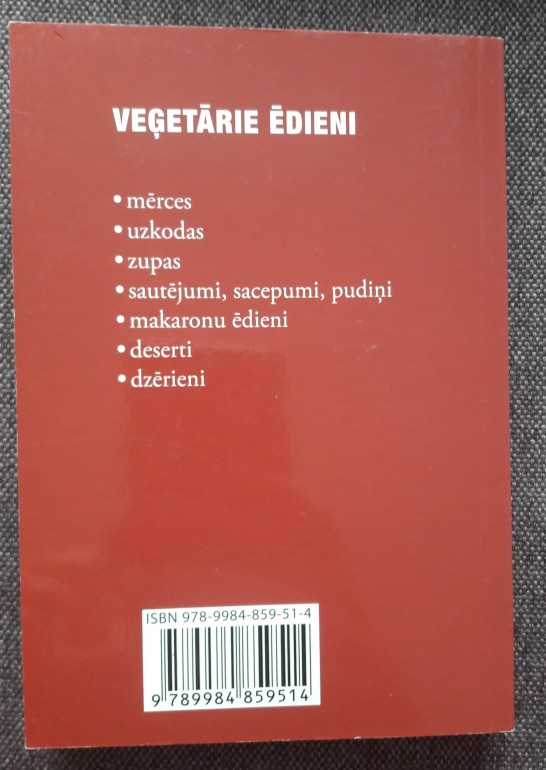 VEĢETĀRIE ĒDIENI
• mērces
• uzkodas
• zupas
• sautējumi, sacepumi, pudiņi
• makaronu ēdieni
• deserti
• dzērieni
ISBN 978-9984-859-51-4
9 789984 859514